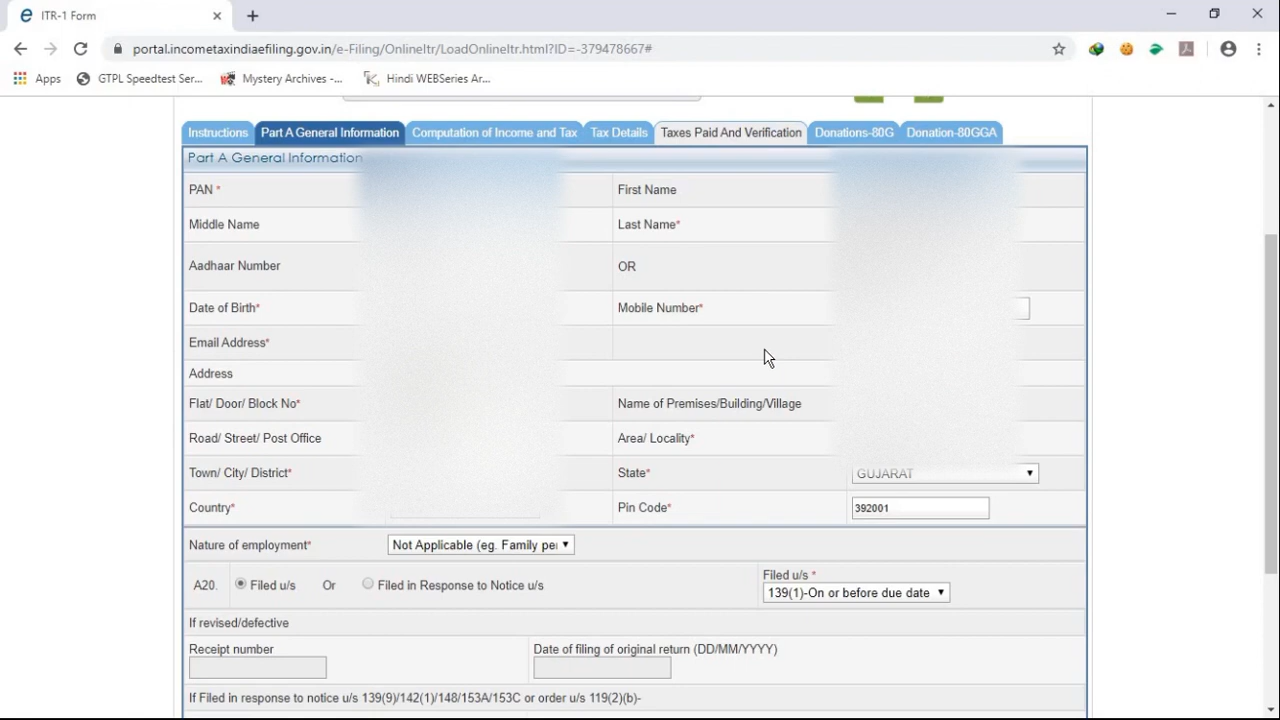 ITR-1 Form
portal.incometaxindiaefiling.gov.in/e-Filing/OnlineItr/LoadOnlineItr.html?ID=-379478667#
Apps GTPL Speedtest Ser... Mystery Archives -... Hindi WEBSeries Ar...
Instructions Part A General Information Computation of Income and Tax Tax Details Taxes Paid And Verification Donations-80G Donation-80GGA
Part A General Information
PAN * First Name
Middle Name Last Name*
Aadhaar Number OR
Date of Birth* Mobile Number*
Email Address*
Address
Flat/ Door/ Block No* Name of Premises/Building/Village
Road/ Street/ Post Office Area/ Locality*
Town/ City/ District* State* GUJARAT
Country* Pin Code* 392001
Nature of employment* Not Applicable (eg. Family per
Filed u/s *
A20. Filed u/s Or Filed in Response to Notice u/s 139(1)-On or before due date
If revised/defective
Receipt number Date of filing of original return (DD/MM/YYYY)
If Filed in response to notice u/s 139(9)/142(1)/148/153A/153C or order u/s 119(2)(b)-